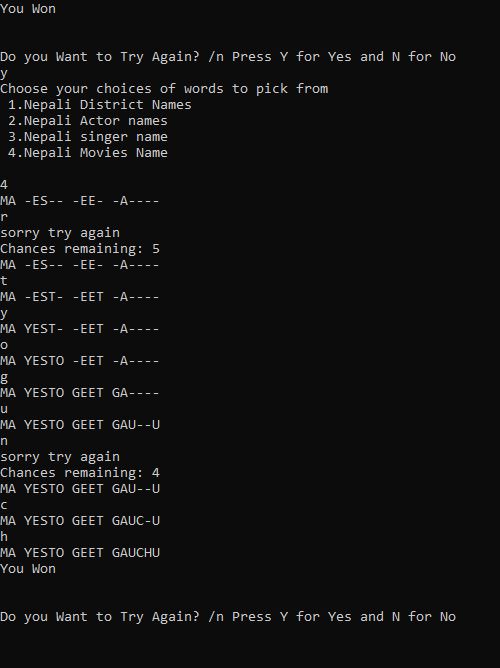 You Won
Do you Want to Try Again? /n Press Y for Yes and N for No
y
Choose your choices of words to pick from
1.Nepali District Names
2.Nepali Actor names
3.Nepali singer name
4.Nepali Movies Name
4
MA -ES-- -EE- -A----
r
sorry try again
Chances remaining: 5
MA -ES-- -EE- -A----
t
MA -EST- -EET -A----
y
MA YEST- -EET -A----
o
MA YESTO -EET -A----
g
MA YESTO GEET GA----
u
MA YESTO GEET GAU--U
n
sorry try again
Chances remaining: 4
MA YESTO GEET GAU--U
c
MA YESTO GEET GAUC-U
h
MA YESTO GEET GAUCHU
You Won
Do you Want to Try Again? /n Press Y for Yes and N for No